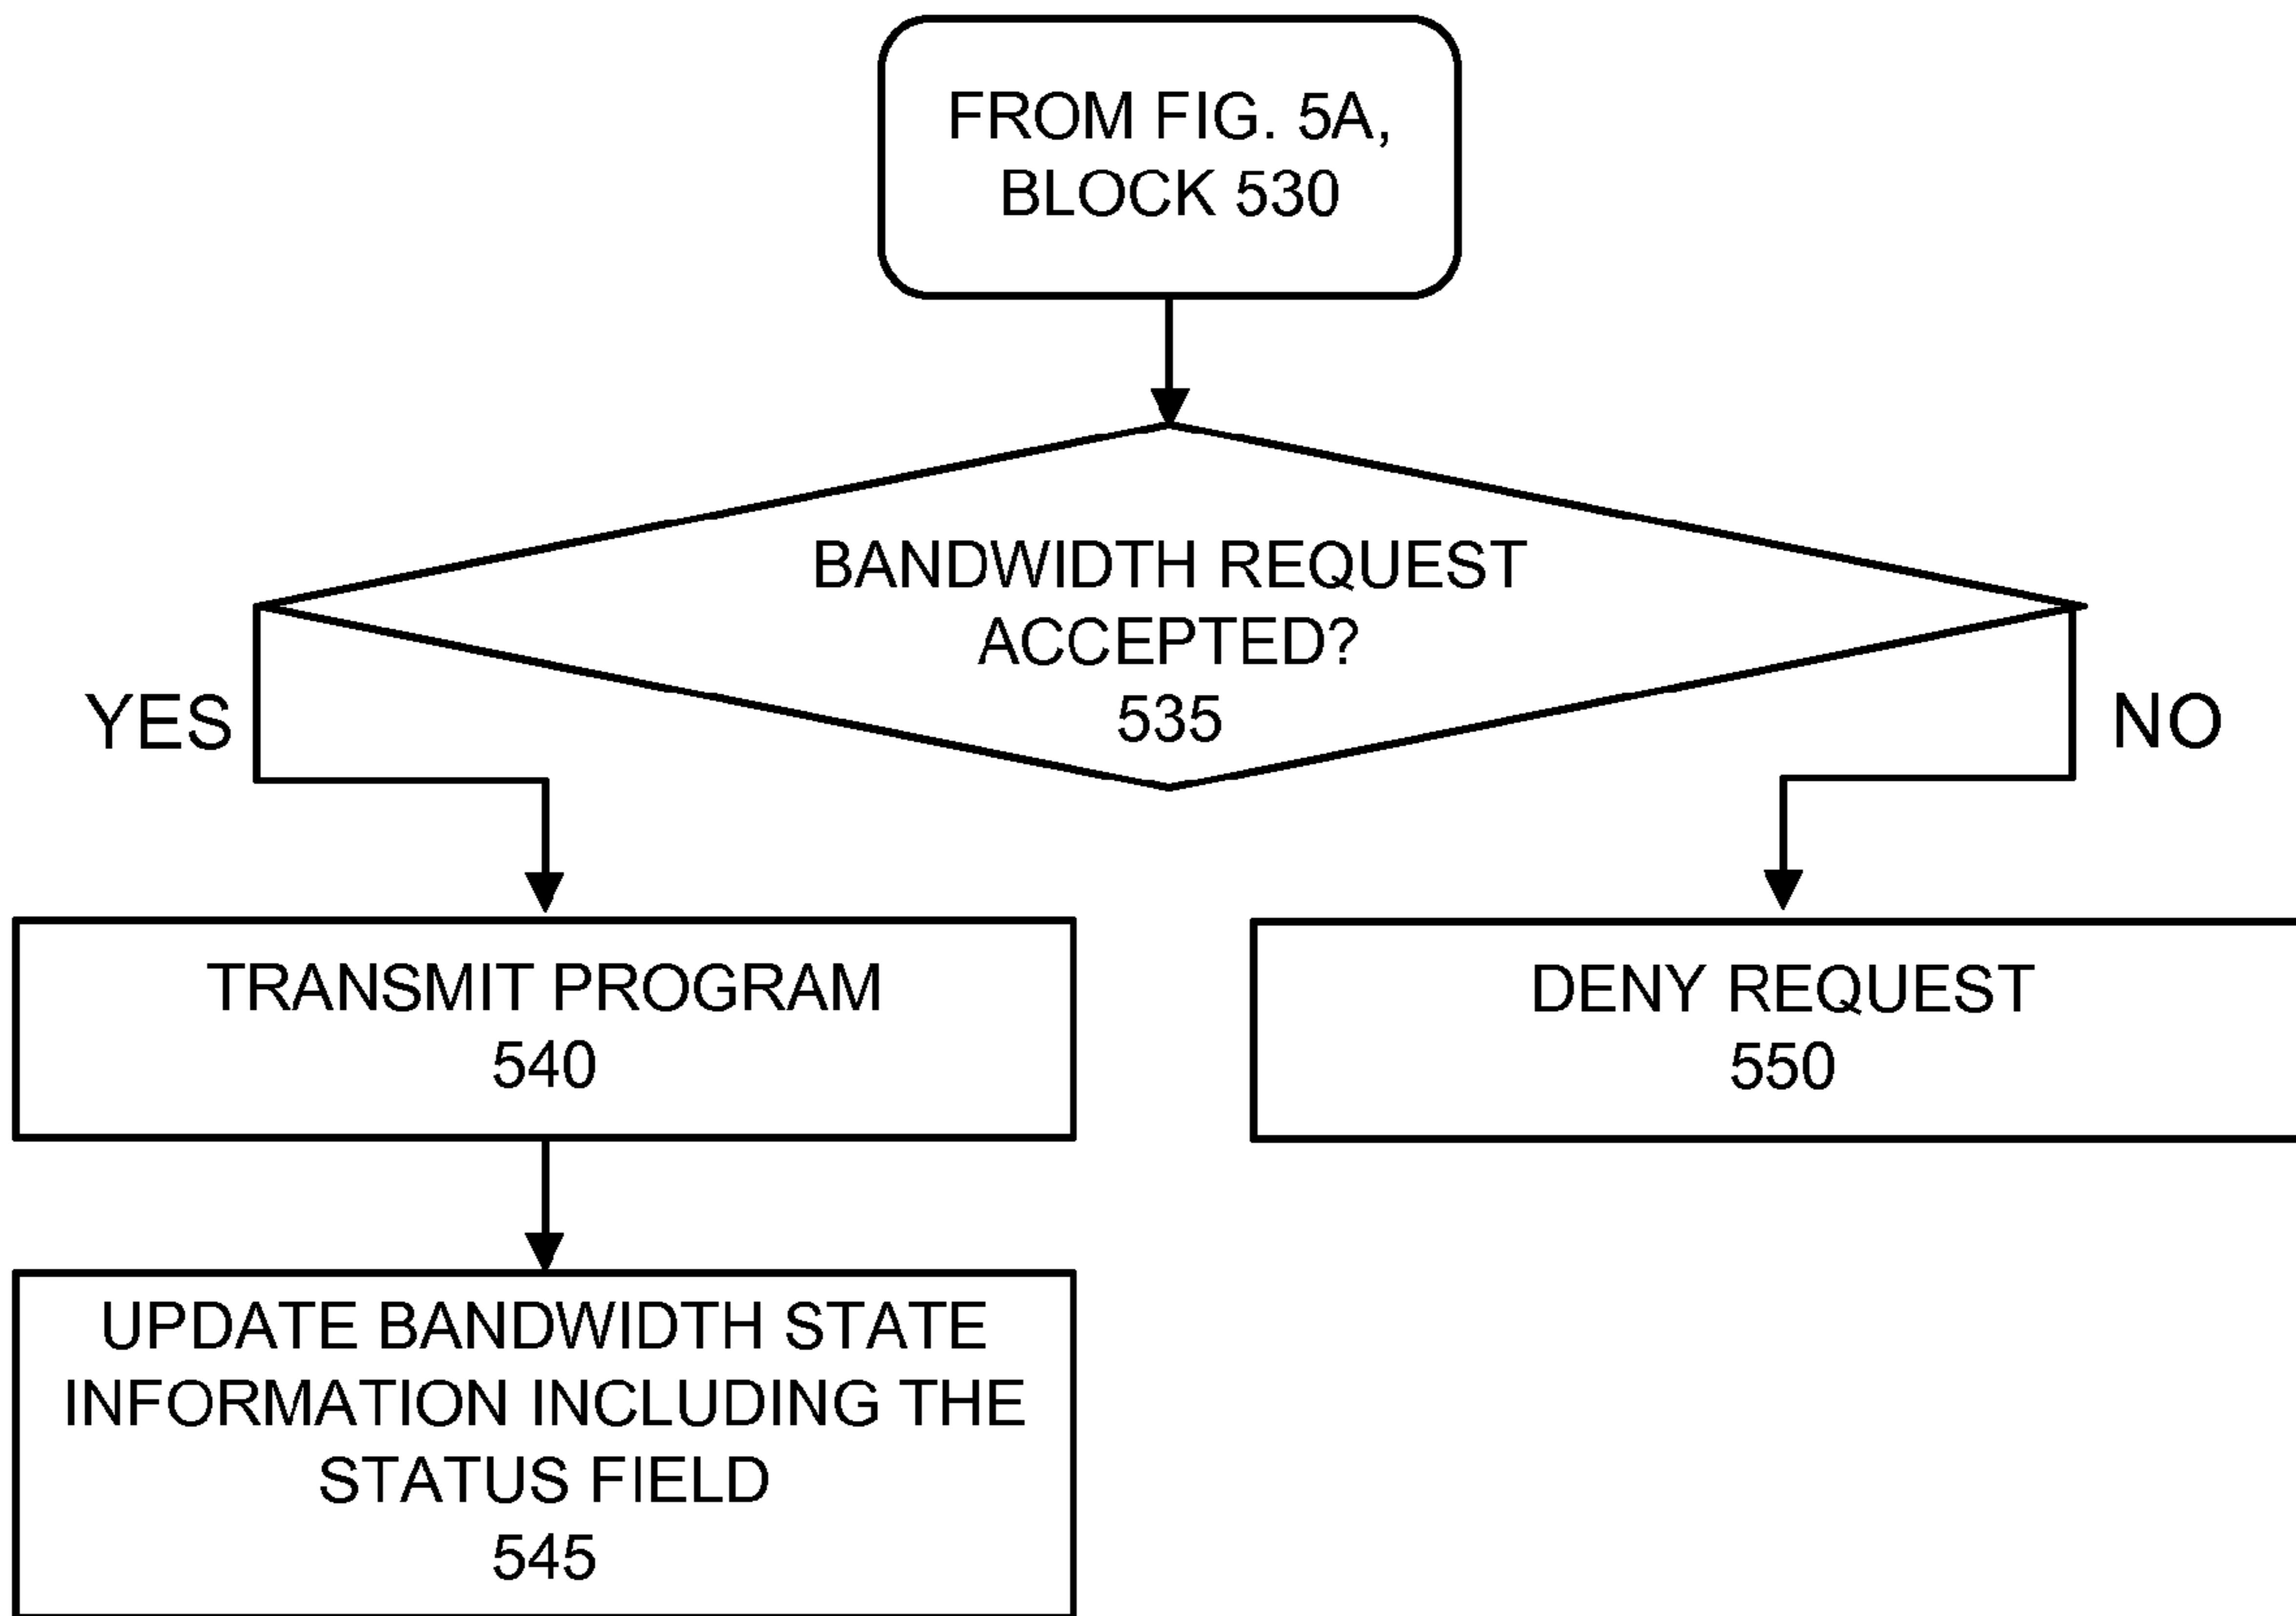 FROM FIG. 5A,
BLOCK 530
BANDWIDTH REQUEST
ACCEPTED?
535
YES
NO
TRANSMIT PROGRAM
540
DENY REQUEST
550
UPDATE BANDWIDTH STATE
INFORMATION INCLUDING THE
STATUS FIELD
545